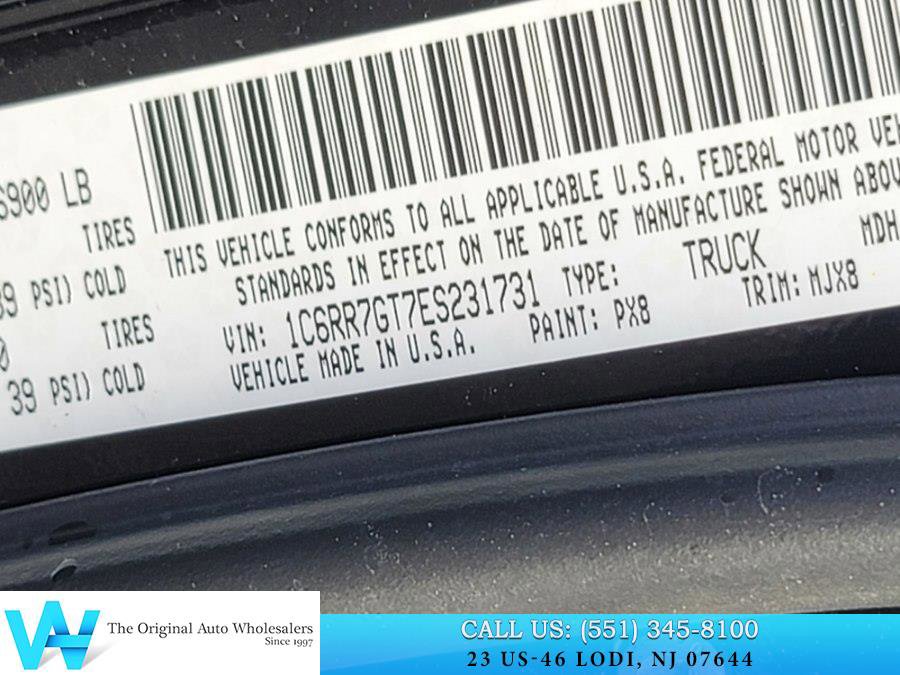 6900 LB
TIRES
39 PSI) COLD
TIRES
39 PSI) COLD
THIS VEHICLE CONFORMS TO ALL APPLICABLE U.S.A. FEDERAL MOTOR VEH
STANDARDS IN EFFECT ON THE DATE OF MANUFACTURE SHOWN ABOV
VIN: 1C6RR7GT7ES231731 TYPE: TRUCK MDH
VEHICLE MADE IN U.S.A. PAINT: PX8 TRIM: MJX8
The Original Auto Wholesalers
Since 1997
CALL US: (551) 345-8100
23 US-46 LODI, NJ 07644